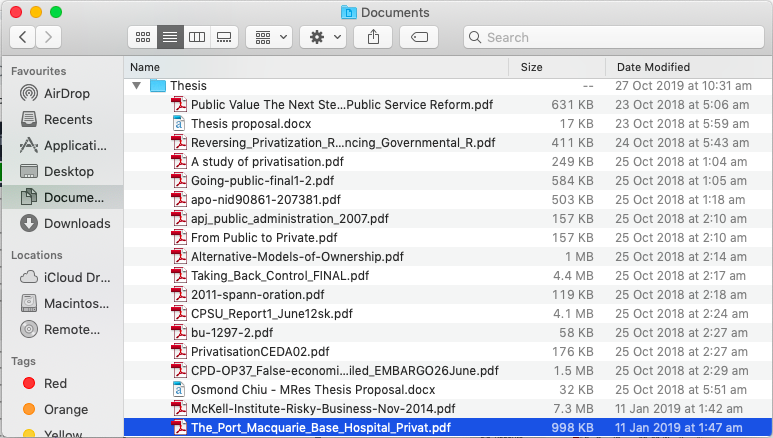 Documents
Search
Favourites
AirDrop
Recents
Applicati...
Desktop
Docume...
Downloads
Locations
iCloud Dr...
Macintos...
Remote...
Tags
Red
Orange
Yellow
Name Size Date Modified
Thesis -- 27 Oct 2019 at 10:31 am
Public Value The Next Ste...Public Service Reform.pdf 631 KB 23 Oct 2018 at 5:06 am
Thesis proposal.docx 17 KB 23 Oct 2018 at 5:59 am
Reversing_Privatization_R...ncing_Governmental_R.pdf 411 KB 24 Oct 2018 at 5:43 am
A study of privatisation.pdf 249 KB 25 Oct 2018 at 1:04 am
Going-public-final1-2.pdf 584 KB 25 Oct 2018 at 1:05 am
apo-nid90861-207381.pdf 503 KB 25 Oct 2018 at 1:18 am
apj_public_administration_2007.pdf 157 KB 25 Oct 2018 at 2:10 am
From Public to Private.pdf 157 KB 25 Oct 2018 at 2:10 am
Alternative-Models-of-Ownership.pdf 1 MB 25 Oct 2018 at 2:14 am
Taking_Back_Control_FINAL.pdf 4.4 MB 25 Oct 2018 at 2:17 am
2011-spann-oration.pdf 119 KB 25 Oct 2018 at 2:18 am
CPSU_Report1_June12sk.pdf 4.1 MB 25 Oct 2018 at 2:24 am
bu-1297-2.pdf 58 KB 25 Oct 2018 at 2:27 am
PrivatisationCEDA02.pdf 176 KB 25 Oct 2018 at 2:27 am
CPD-OP37_False-economi...iled_EMBARGO26June.pdf 1.5 MB 25 Oct 2018 at 2:29 am
Osmond Chiu - MRes Thesis Proposal.docx 32 KB 25 Oct 2018 at 5:51 am
McKell-Institute-Risky-Business-Nov-2014.pdf 7.3 MB 11 Jan 2019 at 1:42 am
The_Port_Macquarie_Base_Hospital_Privat.pdf 998 KB 11 Jan 2019 at 1:47 am